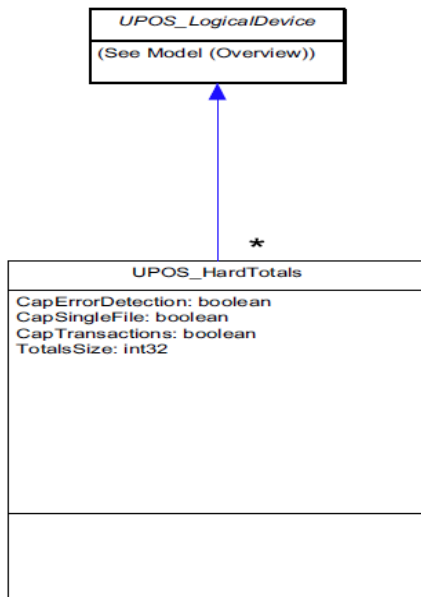 UPOS_LogicalDevice
(See Model (Overview))
*
UPOS_HardTotals
CapErrorDetection: boolean
CapSingleFile: boolean
CapTransactions: boolean
TotalsSize: int32